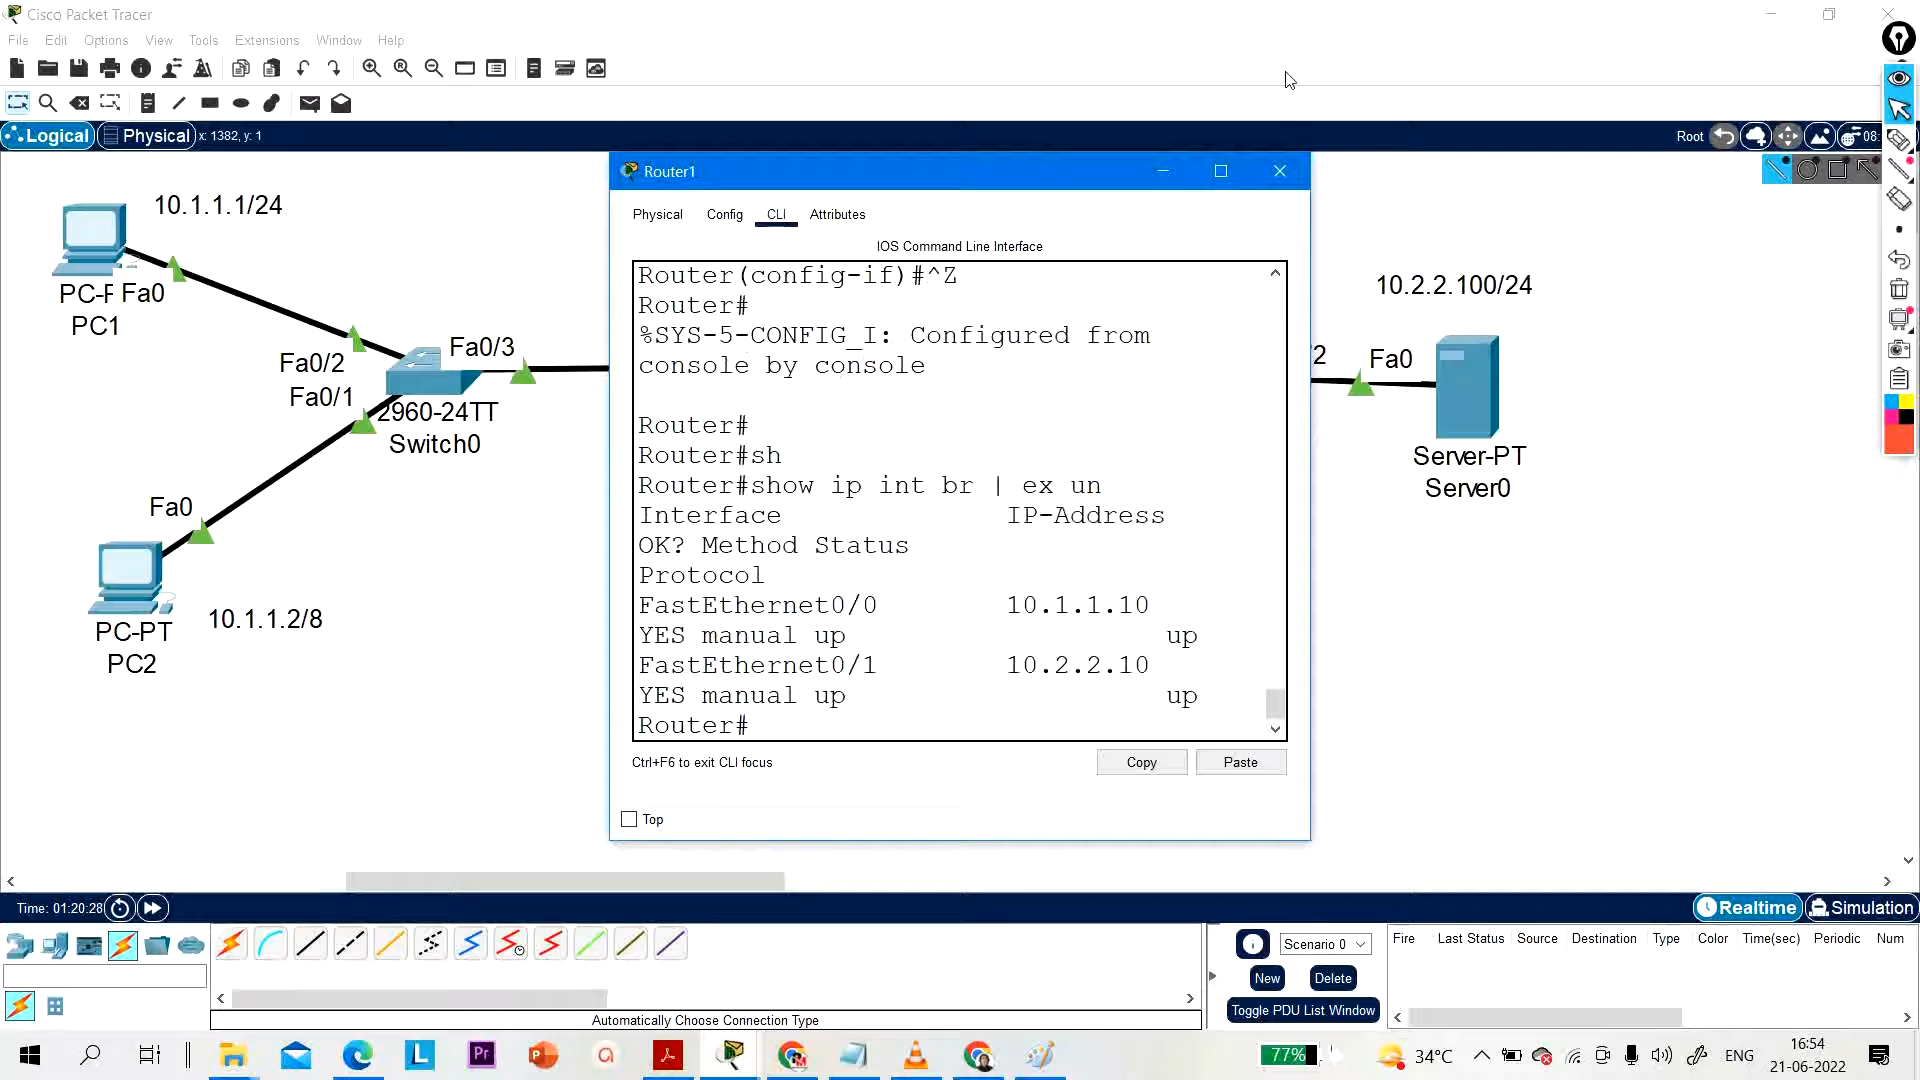 Cisco Packet Tracer
File Edit Options View Tools Extensions Window Help
Logical Physical x: 1382, y: 1
Root 08:
10.1.1.1/24
PC-F Fa0
PC1
Fa0/2
Fa0/3
Fa0/1
2960-24TT
Switch0
Fa0
PC-PT
PC2
10.1.1.2/8
Router1
Physical Config CLI Attributes
IOS Command Line Interface
Router(config-if)#^Z
Router#
%SYS-5-CONFIG_I: Configured from
console by console
Router#
Router#sh
Router#show ip int br | ex un
Interface IP-Address
OK? Method Status
Protocol
FastEthernet0/0 10.1.1.10
YES manual up up
FastEthernet0/1 10.2.2.10
YES manual up up
Router#
Ctrl+F6 to exit CLI focus
Copy Paste
Top
10.2.2.100/24
2 Fa0
Server-PT
Server0
Time: 01:20:28
Realtime Simulation
Scenario 0
New Delete
Toggle PDU List Window
Fire Last Status Source Destination Type Color Time(sec) Periodic Num
Automatically Choose Connection Type
L Pr P
77% 34°C ENG
16:54
21-06-2022